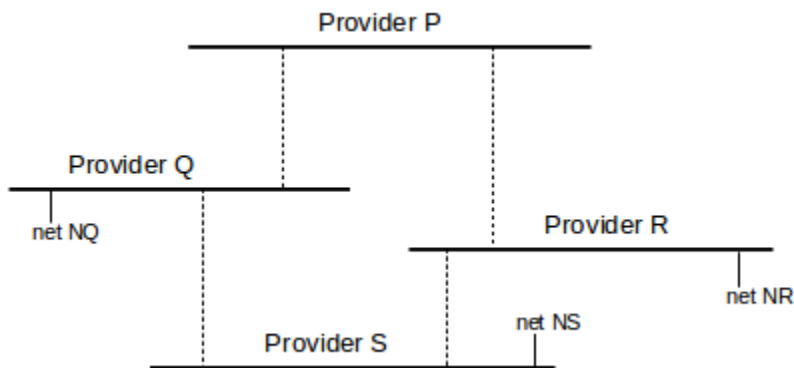 Provider P
Provider Q
net NQ
Provider R
net NR
net NS
Provider S